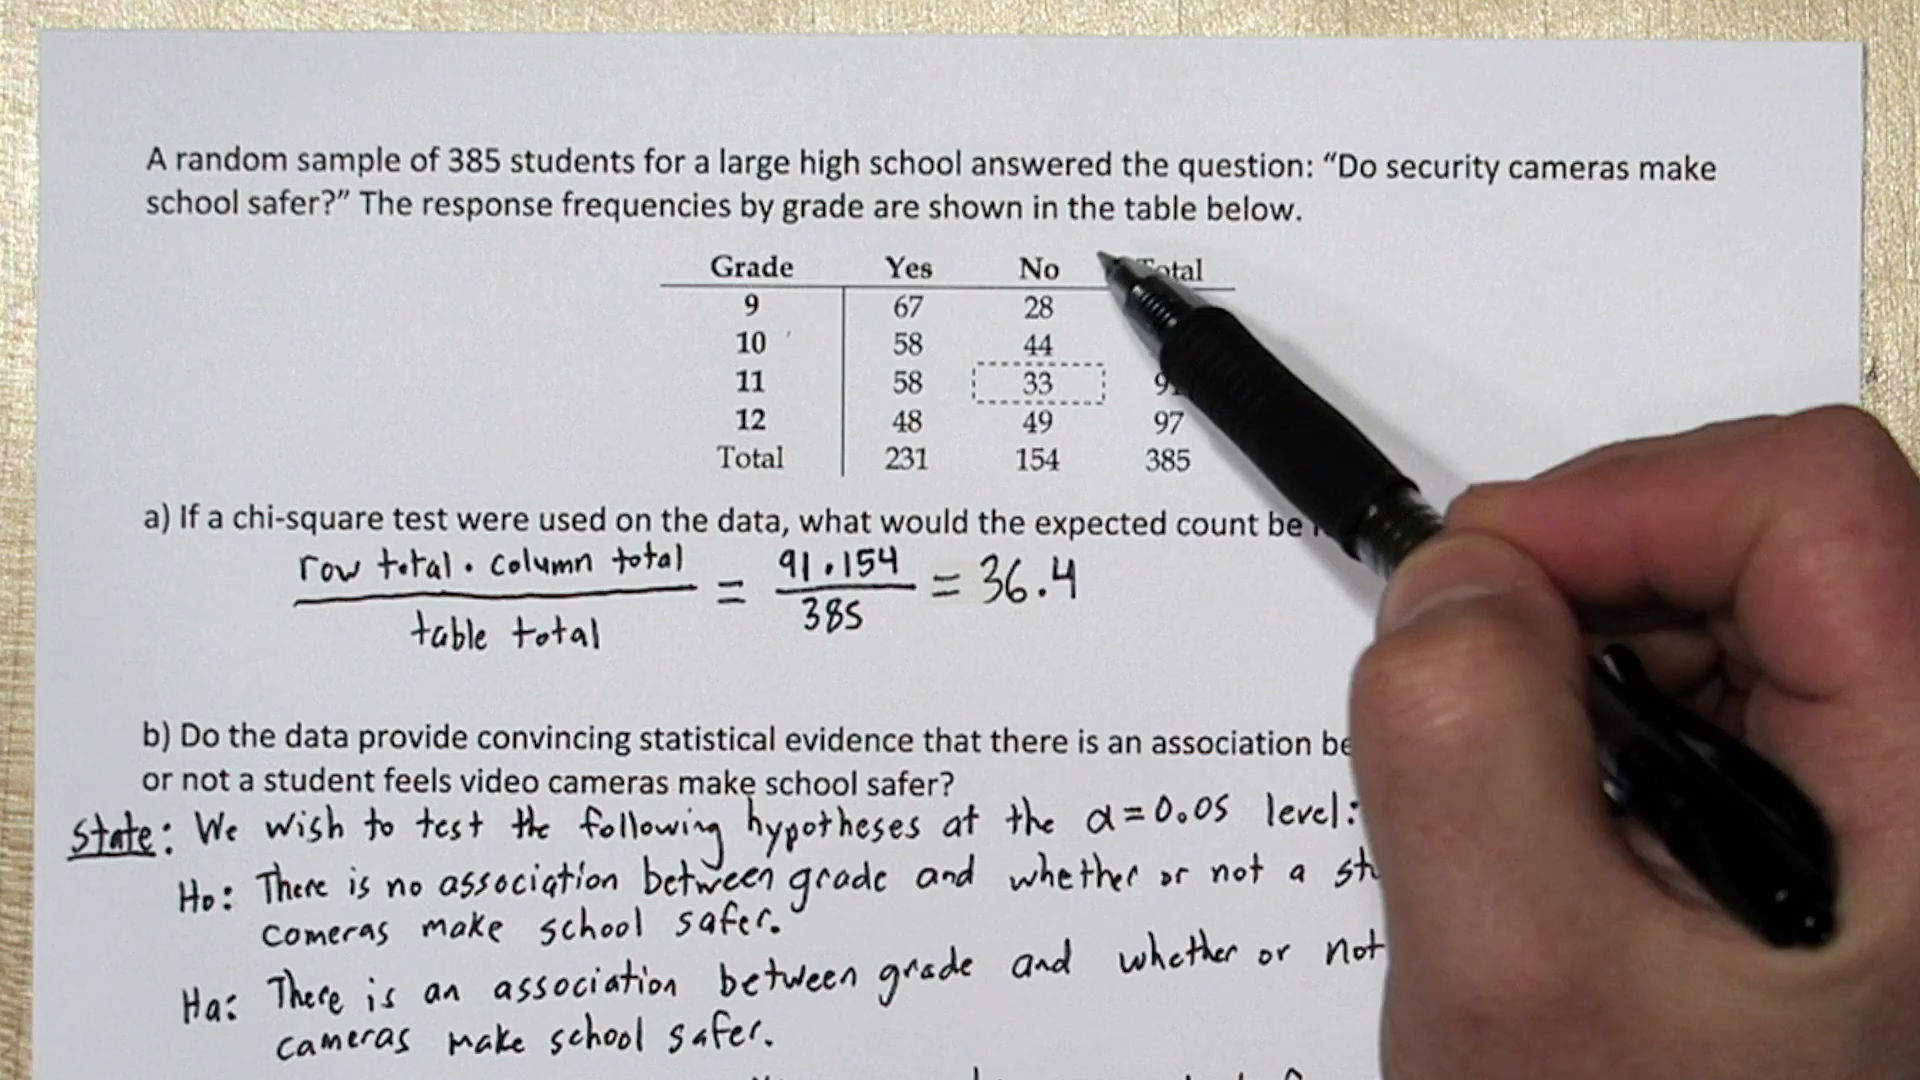 A random sample of 385 students for a large high school answered the question: “Do security cameras make
school safer?” The response frequencies by grade are shown in the table below.
Grade Yes No Total
9 67 28
10 58 44
11 58 33
12 48 49 97
Total 231 154 385
a) If a chi-square test were used on the data, what would the expected count be
row total · column total = 91 · 154 = 36.4
table total 385
b) Do the data provide convincing statistical evidence that there is an association
or not a student feels video cameras make school safer?
State: We wish to test the following hypotheses at the α = 0.05 level:
Ho: There is no association between grade and whether or not a
comeras make school safer.
Ha: There is an association between grade and whether or not
cameras make school safer.